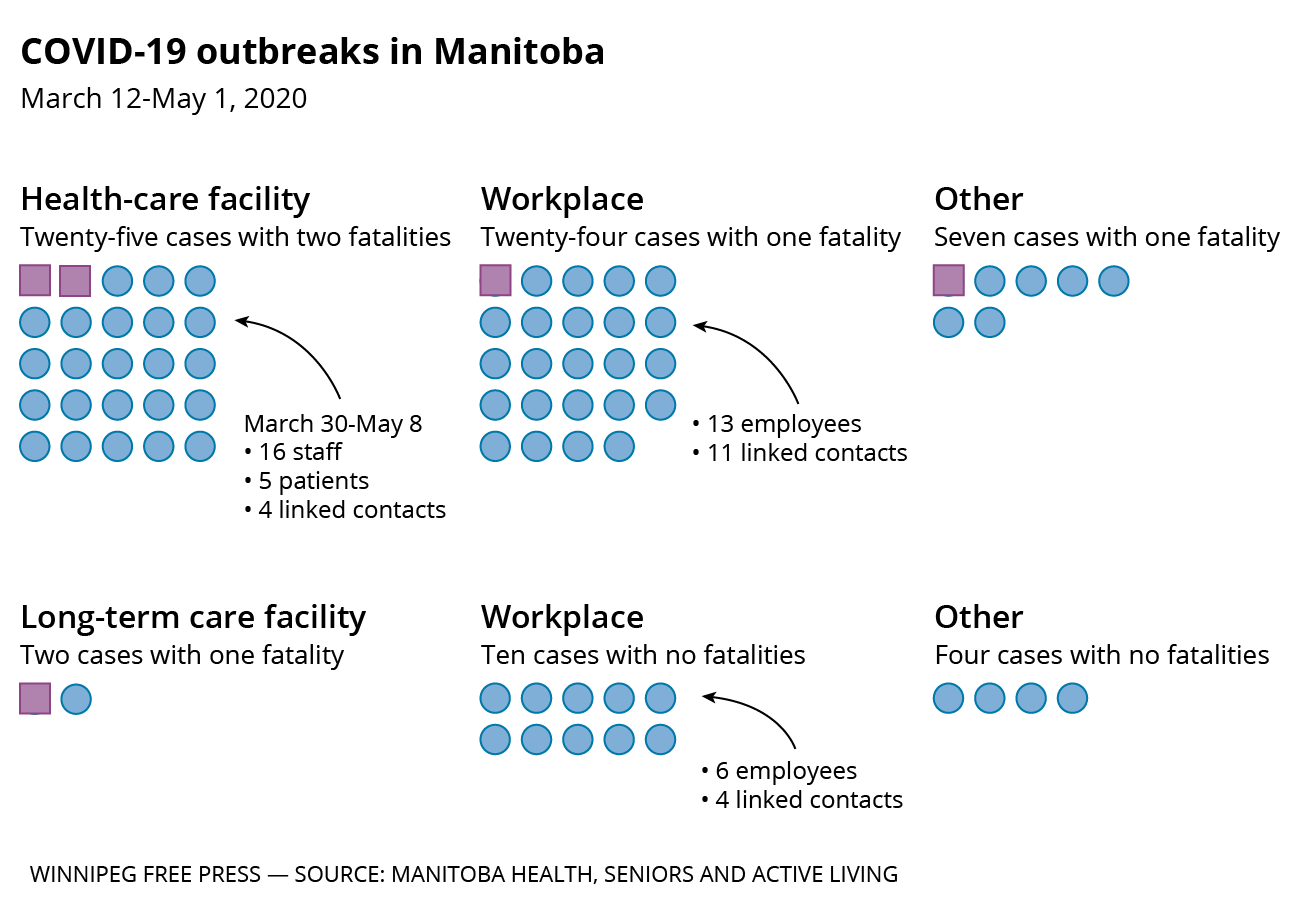 COVID-19 outbreaks in Manitoba
March 12-May 1, 2020
Health-care facility
Twenty-five cases with two fatalities
March 30-May 8
• 16 staff
• 5 patients
• 4 linked contacts
Workplace
Twenty-four cases with one fatality
• 13 employees
• 11 linked contacts
Other
Seven cases with one fatality
Long-term care facility
Two cases with one fatality
Workplace
Ten cases with no fatalities
• 6 employees
• 4 linked contacts
Other
Four cases with no fatalities
WINNIPEG FREE PRESS — SOURCE: MANITOBA HEALTH, SENIORS AND ACTIVE LIVING